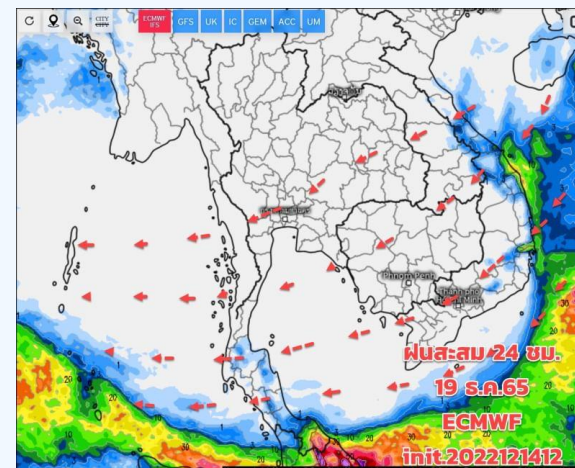 CITY
CITY
ECMWF
IFS
GFS
UK
IC
GEM
ACC
UM
Phnom Penh
ฝนสะสม 24 ชม.
19 ธ.ค.65
ECMWF
init.2022121412